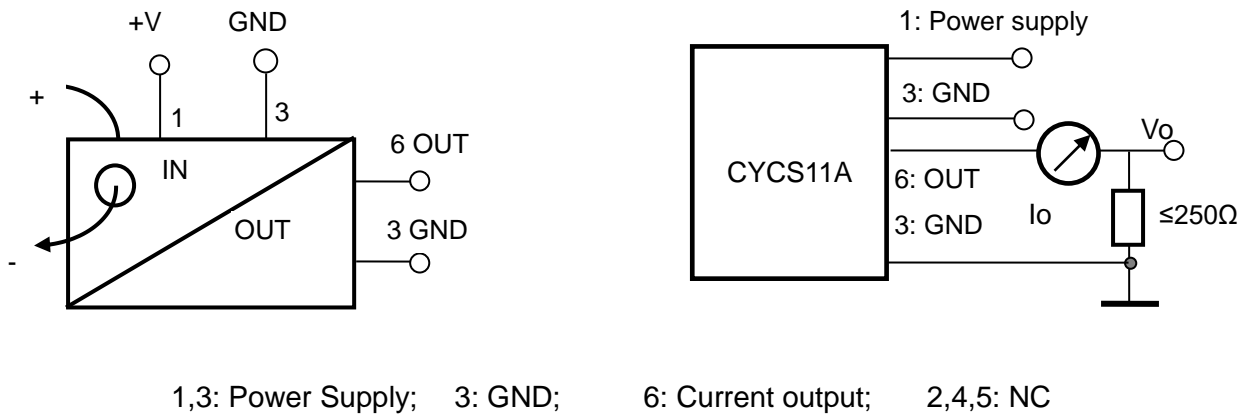 +V
GND
+
1
3
IN
OUT
-
6 OUT
3 GND
1: Power supply
3: GND
CYCS11A
6: OUT
3: GND
Vo
Io
≤250Ω
1,3: Power Supply; 3: GND; 6: Current output; 2,4,5: NC